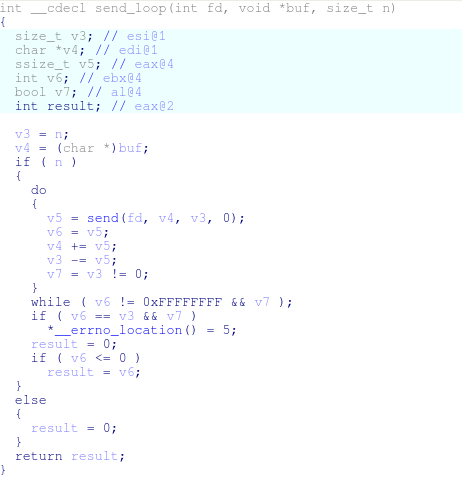 int __cdecl send_loop(int fd, void *buf, size_t n)
{
  size_t v3; // esi@1
  char *v4; // edi@1
  ssize_t v5; // eax@4
  int v6; // ebx@4
  bool v7; // al@4
  int result; // eax@2

  v3 = n;
  v4 = (char *)buf;
  if ( n )
  {
    do
    {
      v5 = send(fd, v4, v3, 0);
      v6 = v5;
      v4 += v5;
      v3 -= v5;
      v7 = v3 != 0;
    }
    while ( v6 != 0xFFFFFFFF && v7 );
    if ( v6 == v3 && v7 )
      *__errno_location() = 5;
    result = 0;
    if ( v6 <= 0 )
      result = v6;
  }
  else
  {
    result = 0;
  }
  return result;
}